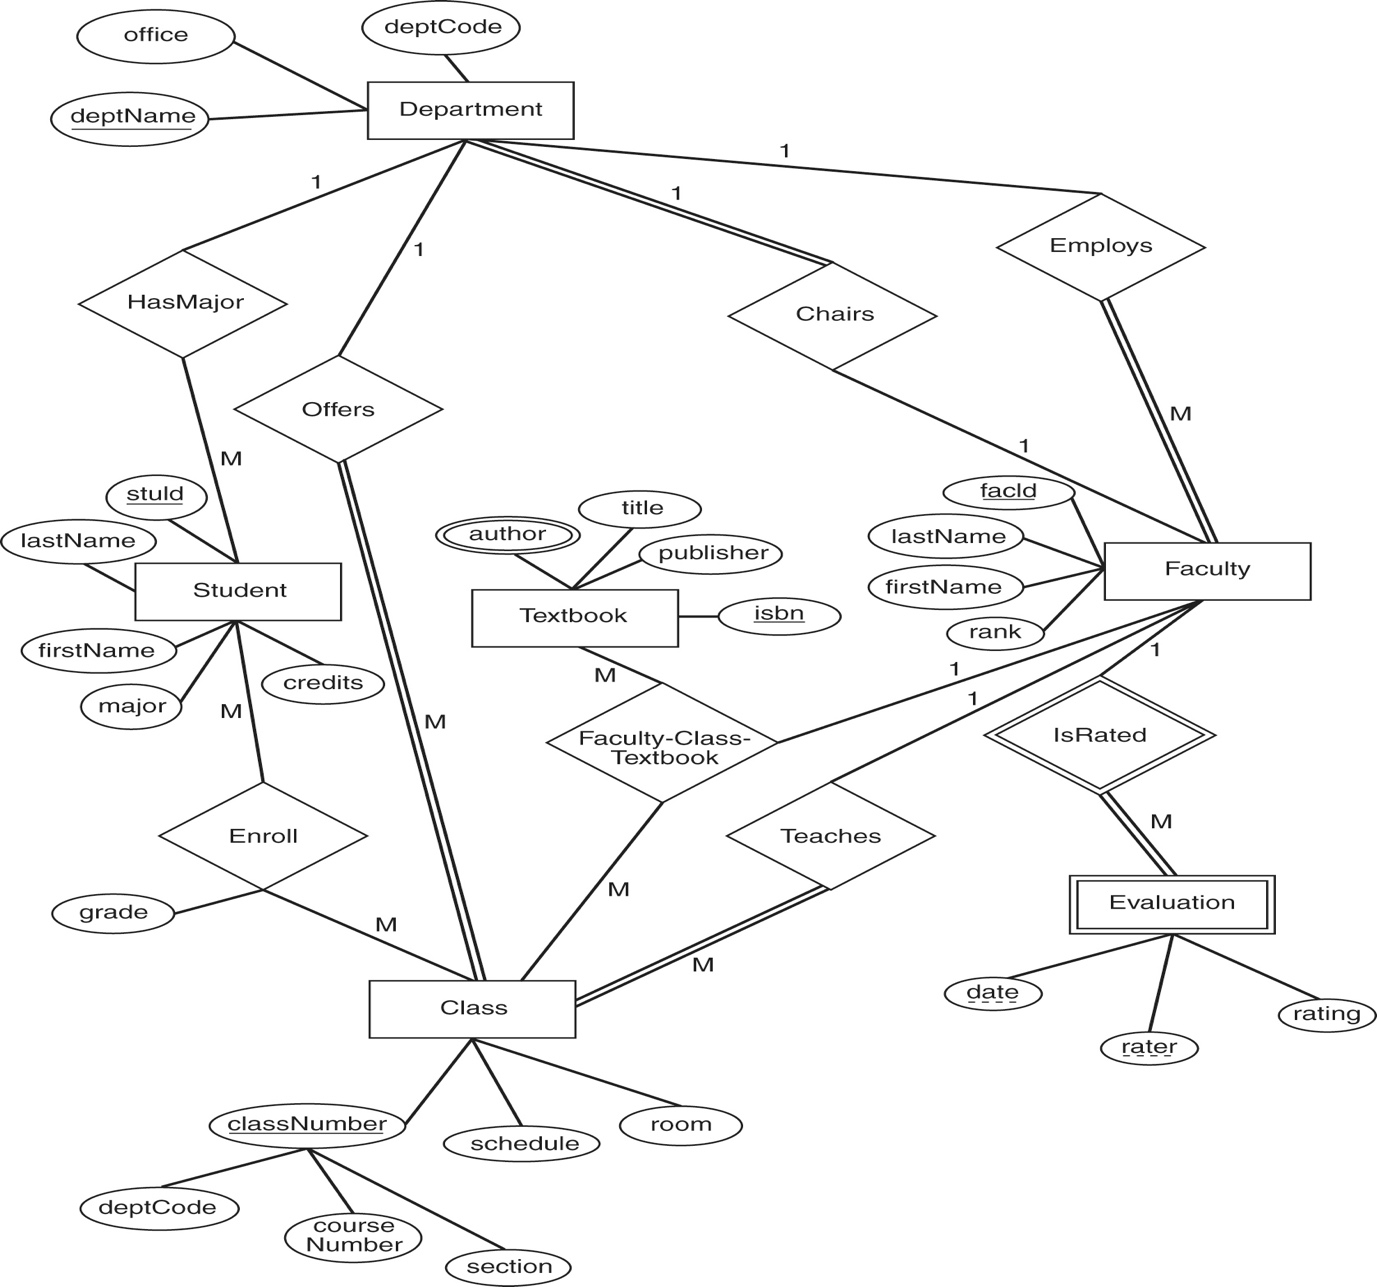 deptCode
office
deptName
Department
1
1
1
1
Employs
HasMajor
Chairs
Offers
M
1
M
stuId
lastName
Student
firstName
major
credits
M
author
title
publisher
Textbook
isbn
M
facId
lastName
firstName
rank
Faculty
1
1
1
M
Faculty-Class-
Textbook
IsRated
Enroll
Teaches
M
grade
M
M
M
Evaluation
date
rater
rating
Class
classNumber
schedule
room
deptCode
course
Number
section